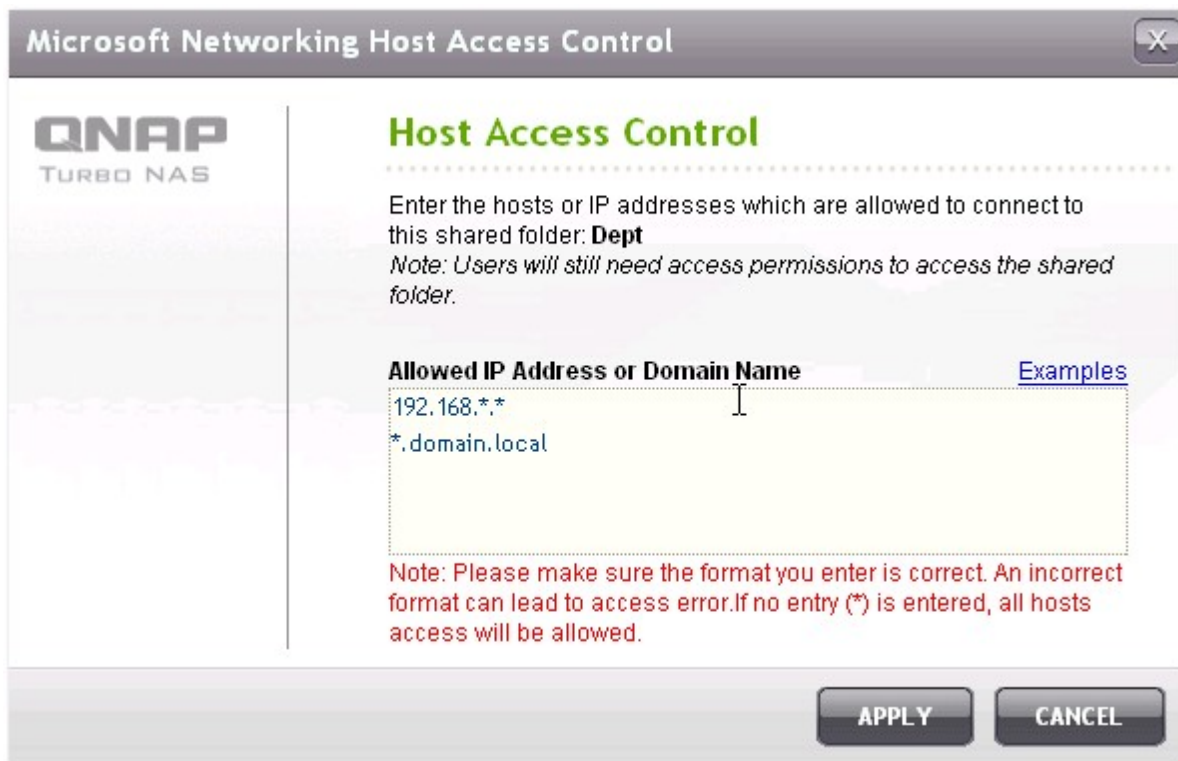 Microsoft Networking Host Access Control
X
QNAP
TURBO NAS
Host Access Control
Enter the hosts or IP addresses which are allowed to connect to
this shared folder: Dept
Note: Users will still need access permissions to access the shared
folder.
Allowed IP Address or Domain Name Examples
192.168.*.*
*.domain.local
Note: Please make sure the format you enter is correct. An incorrect
format can lead to access error.If no entry (*) is entered, all hosts
access will be allowed.
APPLY CANCEL